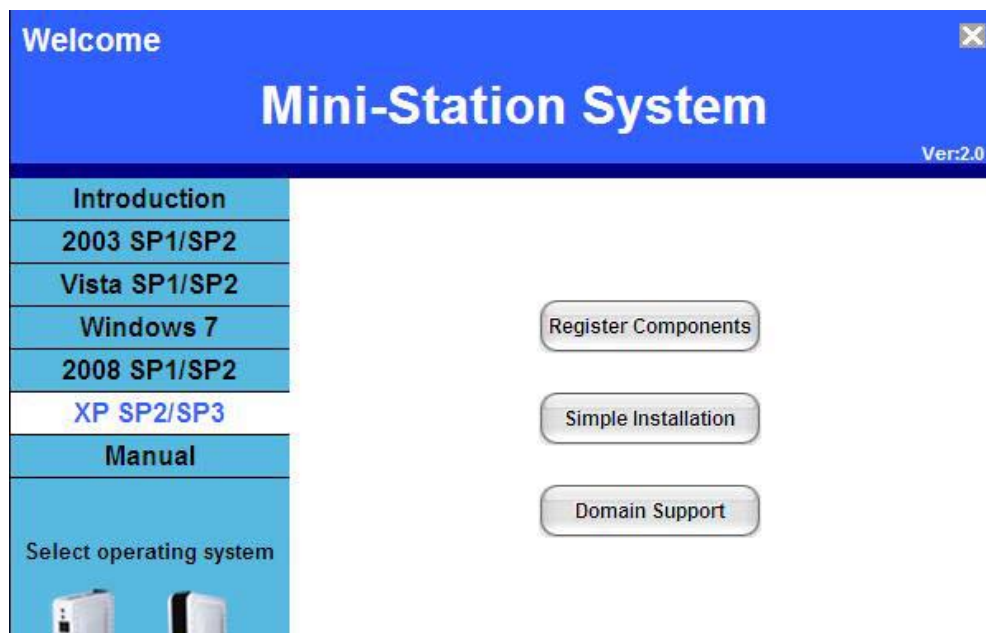 Welcome
Mini-Station System
Ver:2.0
Introduction
2003 SP1/SP2
Vista SP1/SP2
Windows 7
2008 SP1/SP2
XP SP2/SP3
Manual
Select operating system
Register Components
Simple Installation
Domain Support